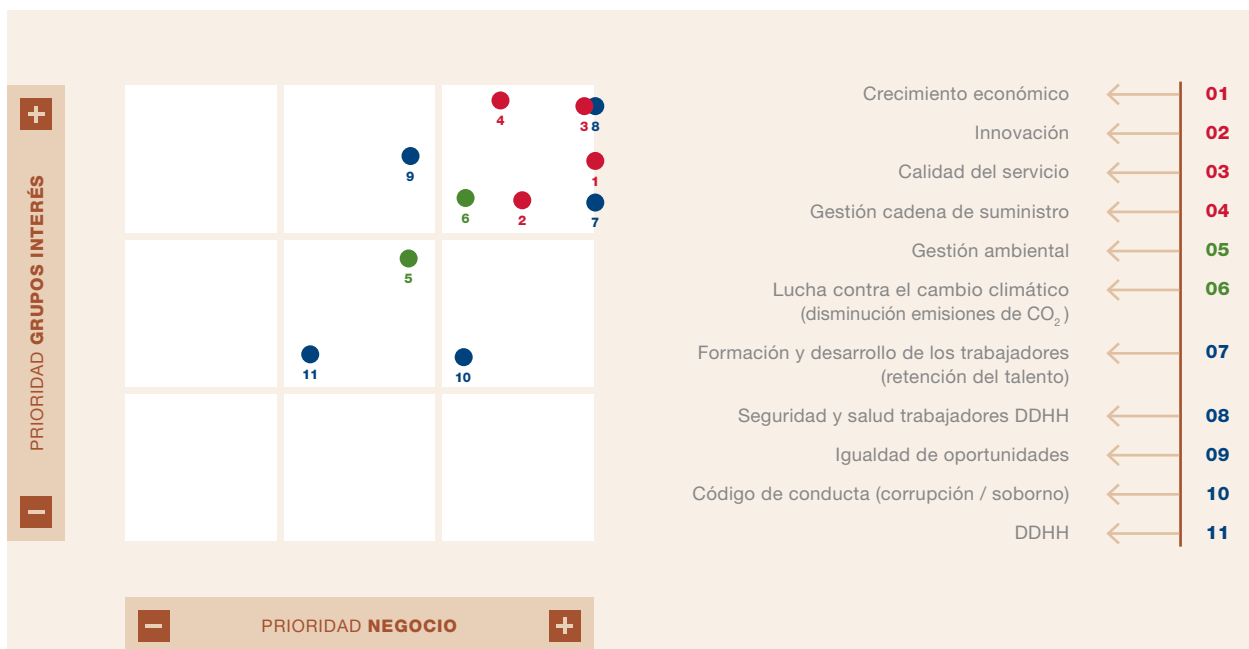 PRIORIDAD GRUPOS INTERÉS
4
3 8
9
1
6
2
7
5
11
10
PRIORIDAD NEGOCIO
Crecimiento económico 01
Innovación 02
Calidad del servicio 03
Gestión cadena de suministro 04
Gestión ambiental 05
Lucha contra el cambio climático 06
(disminución emisiones de CO₂)
Formación y desarrollo de los trabajadores 07
(retención del talento)
Seguridad y salud trabajadores DDHH 08
Igualdad de oportunidades 09
Código de conducta (corrupción / soborno) 10
DDHH 11